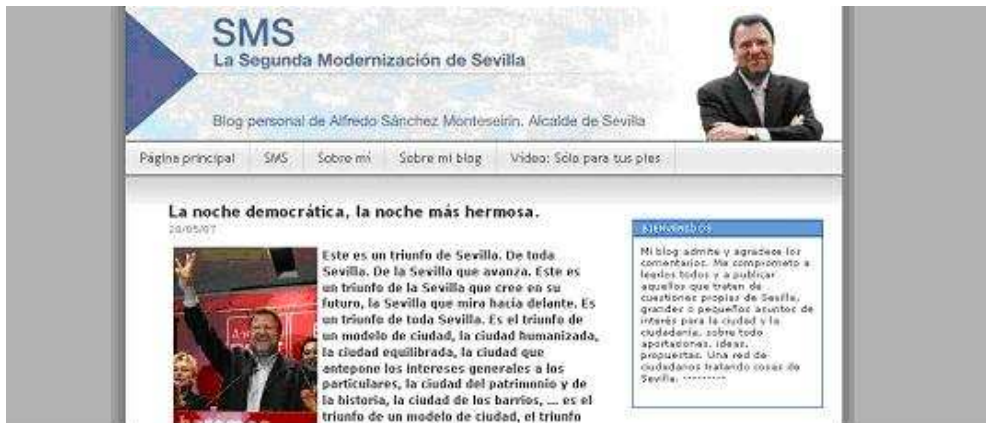 SMS
La Segunda Modernización de Sevilla
Blog personal de Alfredo Sánchez Monteseirín. Alcalde de Sevilla
Página principal SMS Sobre mí Sobre mi blog Video: Sólo para tus pies
La noche democrática, la noche más hermosa.
28/05/07
Este es un triunfo de Sevilla. De toda
Sevilla. De la Sevilla que avanza. Este es
un triunfo de la Sevilla que cree en su
futuro, la Sevilla que mira hacia delante. Es
un triunfo de toda Sevilla. Es el triunfo de
un modelo de ciudad, la ciudad humanizada,
la ciudad equilibrada, la ciudad que
antepone los intereses generales a los
particulares, la ciudad del patrimonio y de
la historia, la ciudad de los barrios, ... es el
triunfo de un modelo de ciudad, el triunfo
BIENVENIDOS
Mi blog admite y agradece los
comentarios. Me comprometo a
leerlos todos y a publicar
aquellos que traten de
cuestiones propias de Sevilla,
grandes o pequeños asuntos de
interés para la ciudad y la
ciudadanía, sobre todo
aportaciones, ideas,
propuestas. Una red de
ciudadanos tratando cosas de
Sevilla. ---------